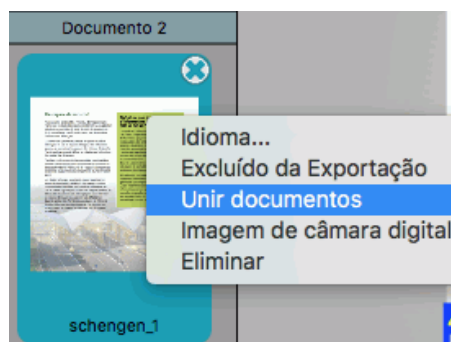 Documento 2
Idioma...
Excluído da Exportação
Unir documentos
Imagem de câmara digital
Eliminar
schengen_1